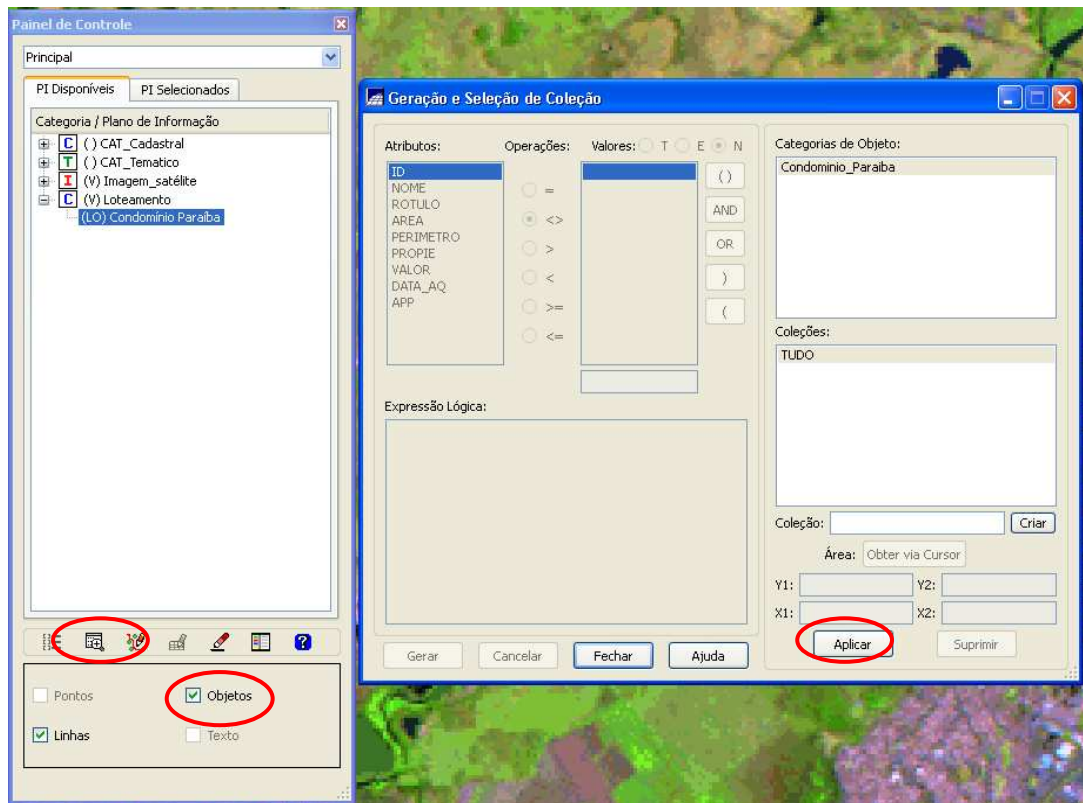 Painel de Controle
Principal
PI Disponíveis PI Selecionados
Categoria / Plano de Informação
C ( ) CAT_Cadastral
T ( ) CAT_Tematico
I (V) Imagem_satélite
C (V) Loteamento
(LO) Condomínio Paraíba
Pontos Objetos
Linhas Texto
Geração e Seleção de Coleção
Atributos: Operações: Valores: T E N
ID
NOME
ROTULO
AREA
PERIMETRO
PROPIE
VALOR
DATA_AQ
APP
=
<>
>
<
>=
<=
( )
AND
OR
)
(
Expressão Lógica:
Gerar Cancelar Fechar Ajuda
Categorias de Objeto:
Condominio_Paraiba
Coleções:
TUDO
Coleção: Criar
Área: Obter via Cursor
Y1: Y2:
X1: X2:
Aplicar Suprimir